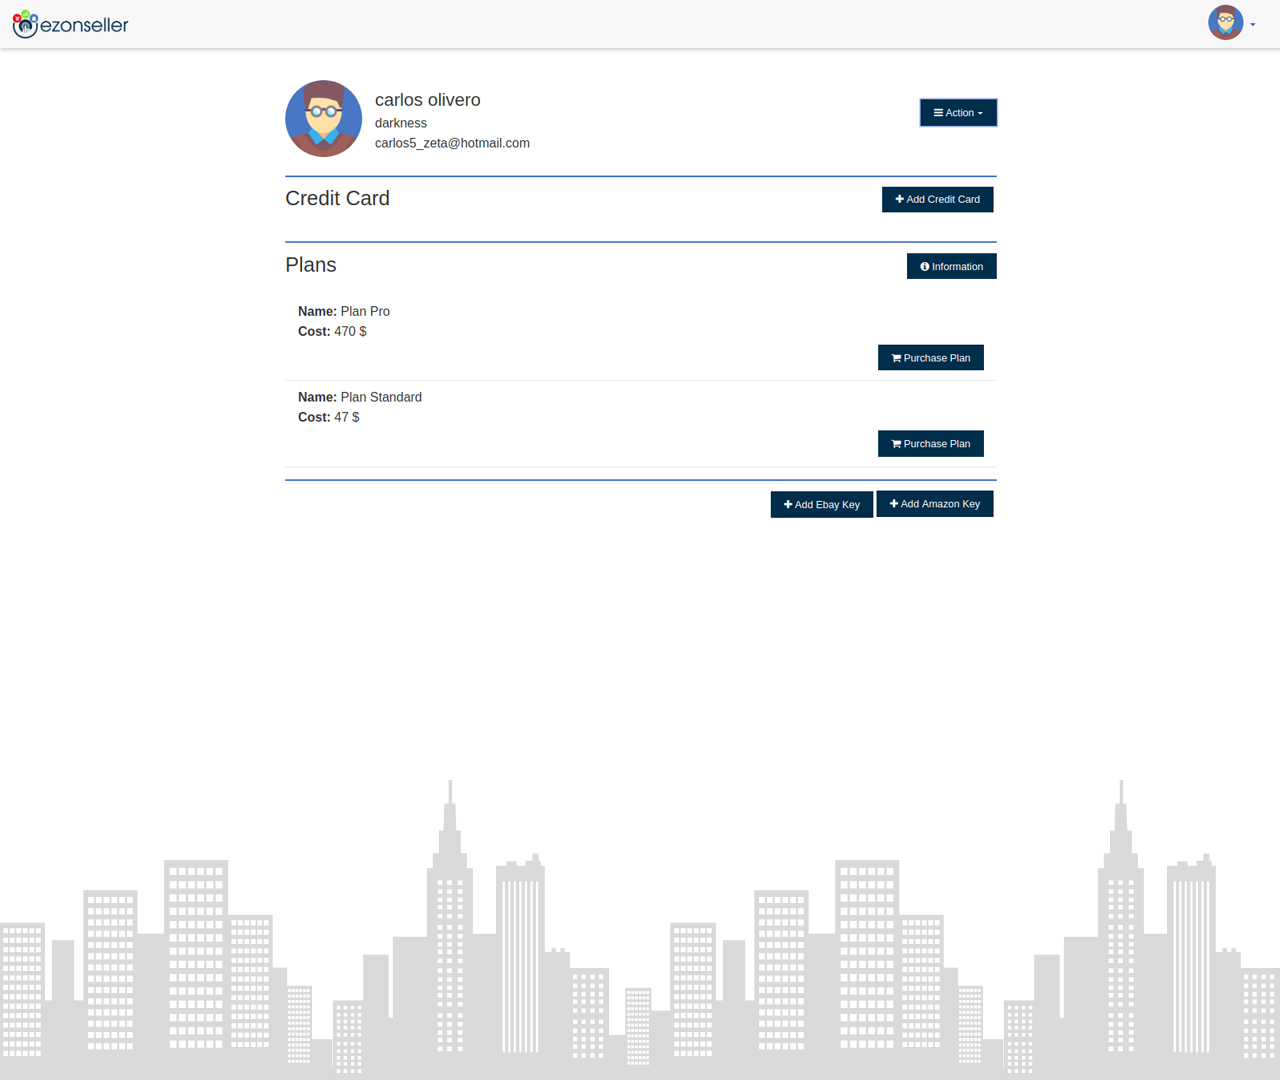 ezonseller
carlos olivero
darkness
carlos5_zeta@hotmail.com
Action
Credit Card
Add Credit Card
Plans
Information
Name: Plan Pro
Cost: 470 $
Purchase Plan
Name: Plan Standard
Cost: 47 $
Purchase Plan
Add Ebay Key
Add Amazon Key